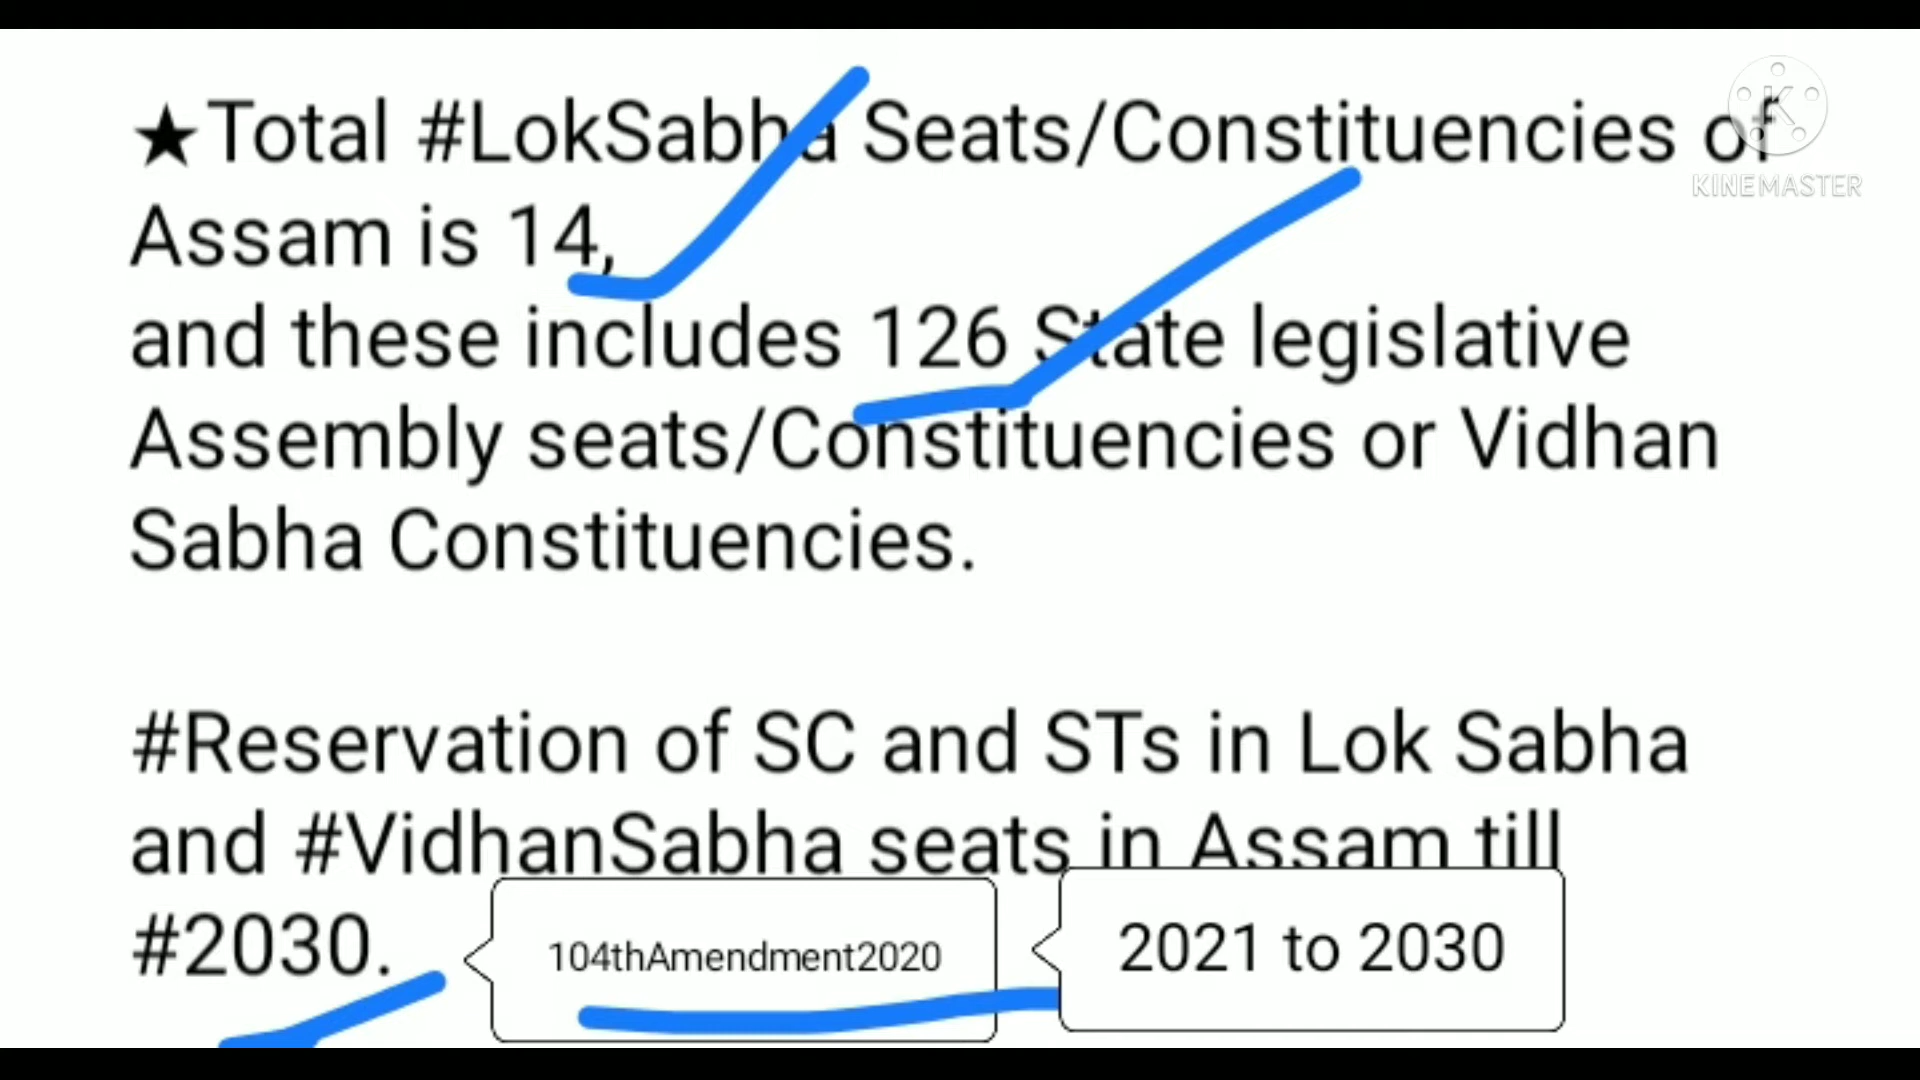 ★Total #LokSabha Seats/Constituencies of
Assam is 14,
and these includes 126 State legislative
Assembly seats/Constituencies or Vidhan
Sabha Constituencies.
#Reservation of SC and STs in Lok Sabha
and #VidhanSabha seats in Assam till
#2030.
104thAmendment2020
2021 to 2030
KINEMASTER